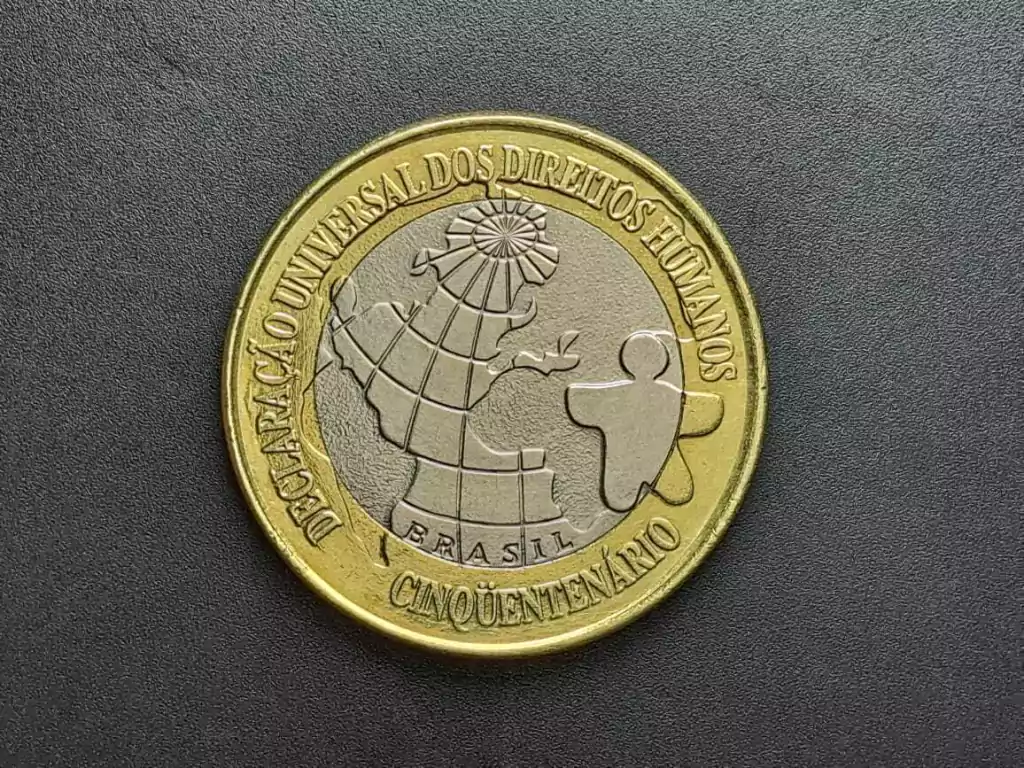 DECLARAÇÃO UNIVERSAL DOS DIREITOS HUMANOS
BRASIL
CINQÜENTENÁRIO